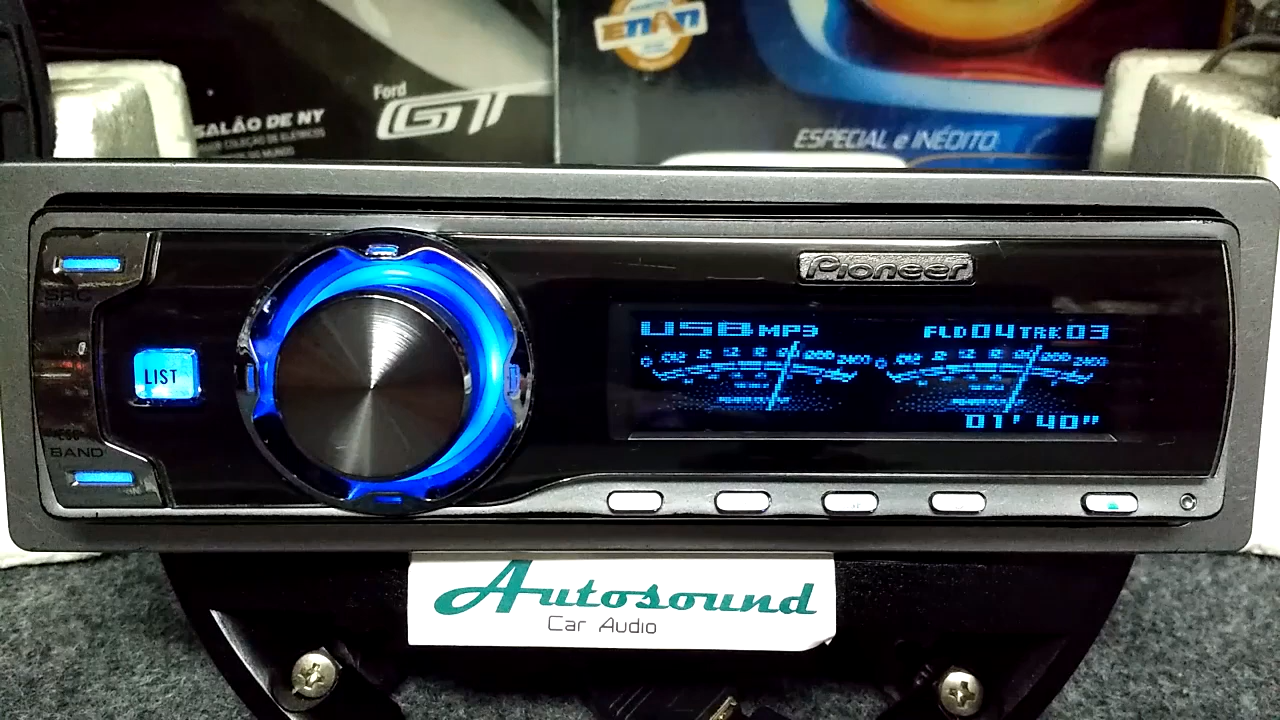 Ford
GT
SALÃO DE NY
ESPECIAL e INÉDITO
Pioneer
SRC
LIST
BAND
USB MP3
FLD 04 TRK 03
01' 40"
Autosound
Car Audio